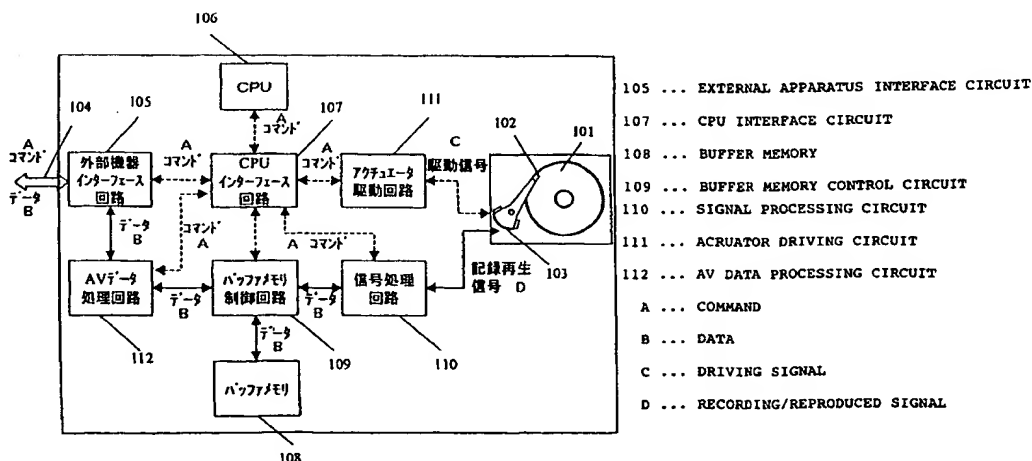 106
CPU
A
コマンド
104
105
107
111
C
駆動信号
102
101
A
コマンド
データ
B
外部機器
インターフェース
回路
A
コマンド
CPU
インターフェース
回路
A
コマンド
アクチュエータ
駆動回路
103
データ
B
コマンド
A
A
コマンド
記録再生
信号 D
AVデータ
処理回路
データ
B
バッファメモリ
制御回路
データ
B
信号処理
回路
112
データ
B
109
110
バッファメモリ
108
105 ... EXTERNAL APPARATUS INTERFACE CIRCUIT
107 ... CPU INTERFACE CIRCUIT
108 ... BUFFER MEMORY
109 ... BUFFER MEMORY CONTROL CIRCUIT
110 ... SIGNAL PROCESSING CIRCUIT
111 ... ACRUATOR DRIVING CIRCUIT
112 ... AV DATA PROCESSING CIRCUIT
A ... COMMAND
B ... DATA
C ... DRIVING SIGNAL
D ... RECORDING/REPRODUCED SIGNAL